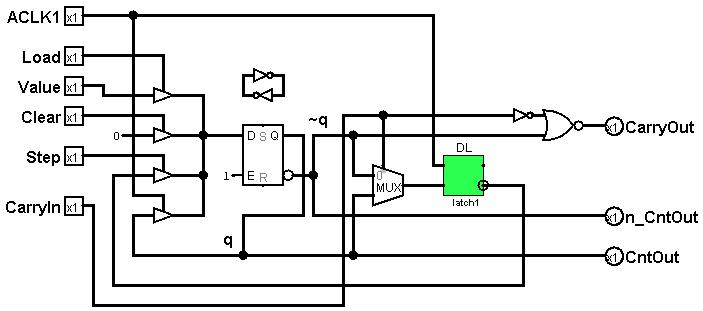 ACLK1 x1
Load x1
Value x1
Clear x1
0
Step x1
CarryIn x1
~q
D S Q
E R
1
q
0
MUX
DL
latch1
x1 CarryOut
x1 n_CntOut
x1 CntOut